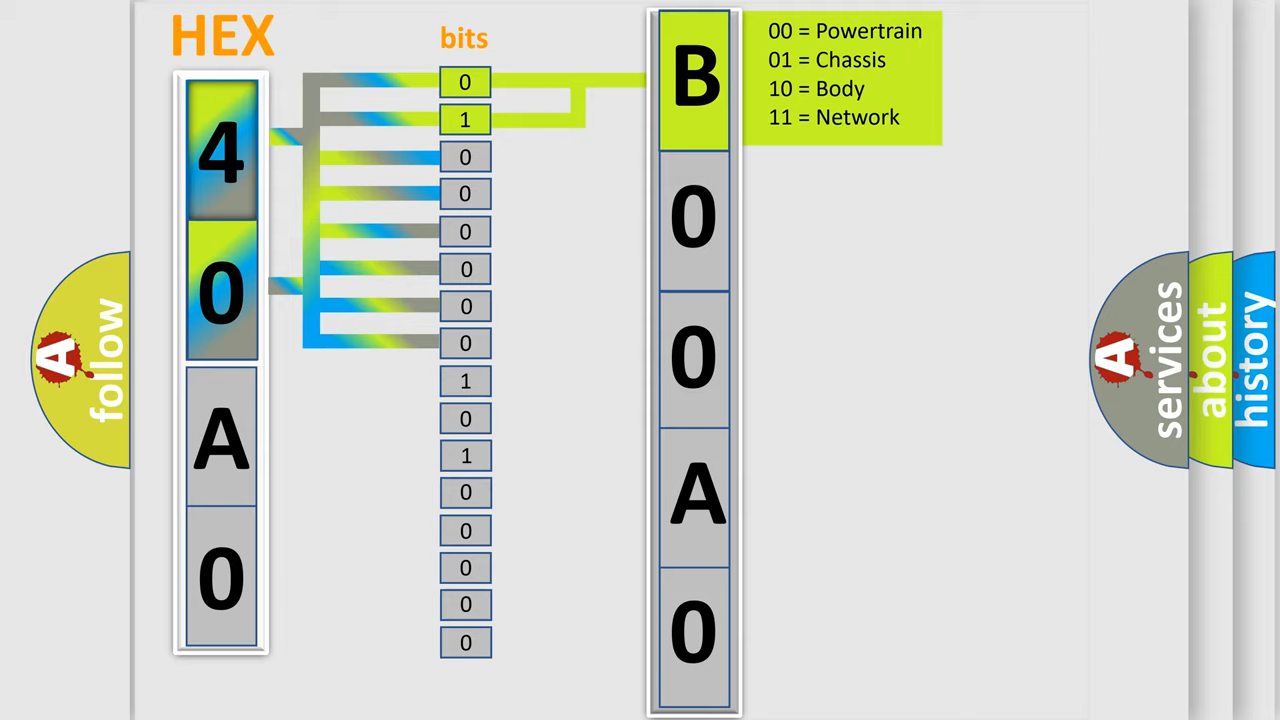 HEX
bits
4
0
A
0
0
1
0
0
0
0
0
0
1
0
1
0
0
0
0
0
B
0
0
A
0
00 = Powertrain
01 = Chassis
10 = Body
11 = Network
A
follow
A
services
about
history